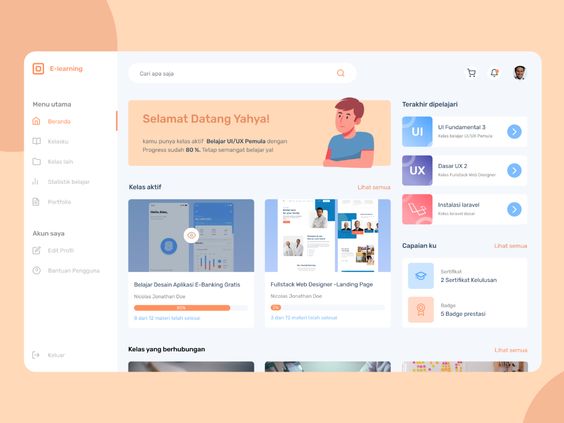 E-learning
Cari apa saja
Menu utama
Beranda
Kelasku
Kelas lain
Statistik belajar
Portfolio
Akun saya
Edit Profil
Bantuan Pengguna
Keluar
Selamat Datang Yahya!
kamu punya kelas aktif Belajar UI/UX Pemula dengan
Progress sudah 80 %. Tetap semangat belajar ya!
Kelas aktif
Lihat semua
Belajar Desain Aplikasi E-Banking Gratis
Nicolas Jonathan Doe
80%
8 dari 12 materi telah selesai
Fullstack Web Designer -Landing Page
Nicolas Jonathan Doe
3 dari 12 materi telah selesai
Kelas yang berhubungan
Lihat semua
Terakhir dipelajari
UI
UI Fundamental 3
Kelas belajar UI/UX Pemula
UX
Dasar UX 2
Kelas Fullstack Web Designer
Instalasi laravel
Kelas laravel dasar
Capaian ku
Lihat semua
Sertifikat
2 Sertifikat Kelulusan
Badge
5 Badge prestasi